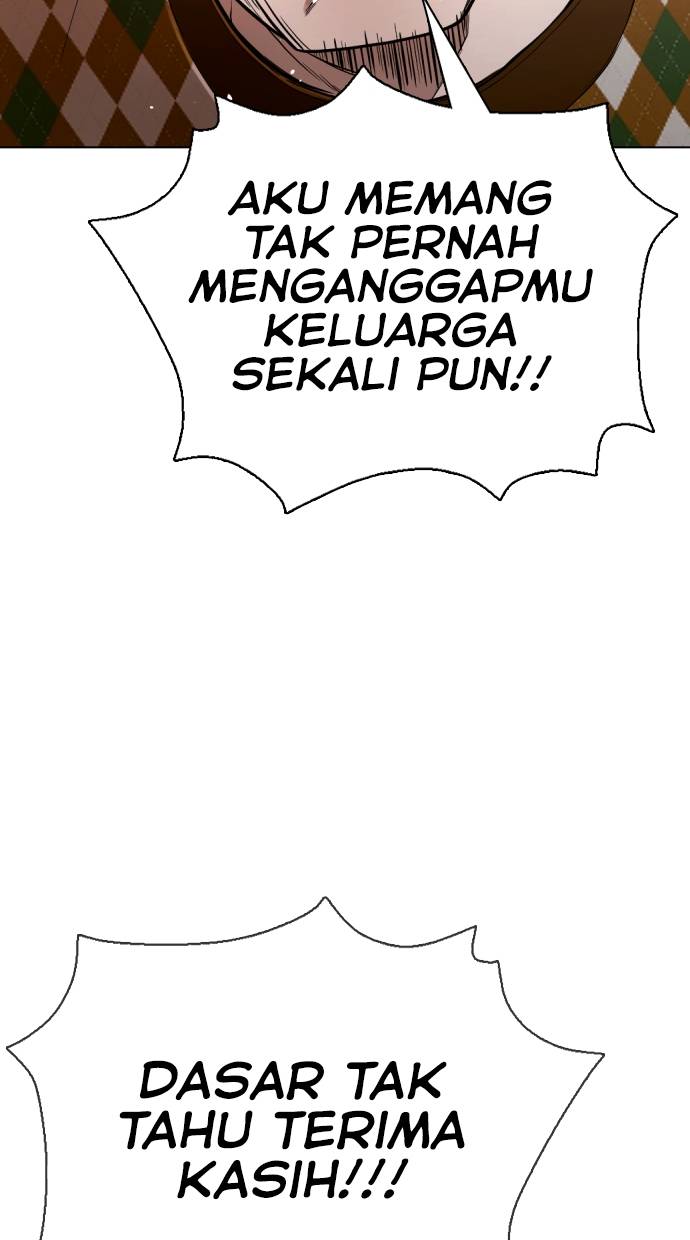 AKU MEMANG
TAK PERNAH
MENGANGGAPMU
KELUARGA
SEKALI PUN!!
DASAR TAK
TAHU TERIMA
KASIH!!!